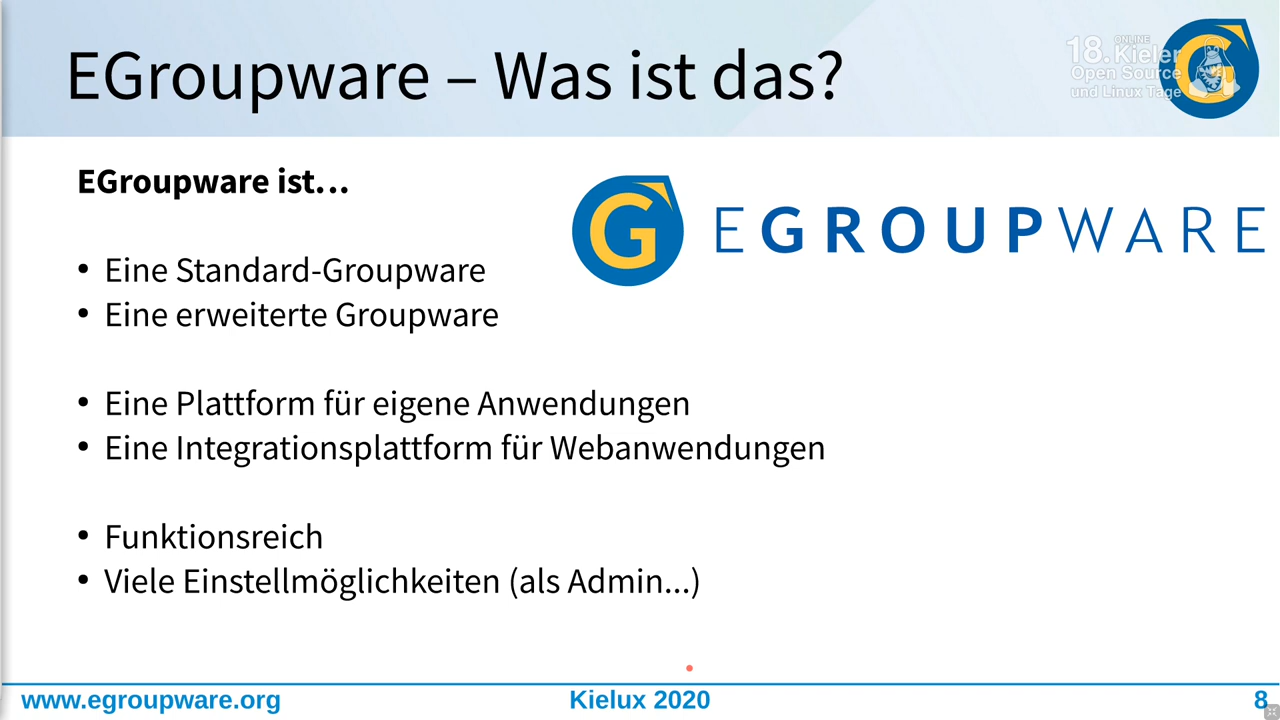 EGroupware – Was ist das?
ONLINE
18. Kieler
Open Source
und Linux Tage
EGroupware ist…
EGROUPWARE
• Eine Standard-Groupware
• Eine erweiterte Groupware
• Eine Plattform für eigene Anwendungen
• Eine Integrationsplattform für Webanwendungen
• Funktionsreich
• Viele Einstellmöglichkeiten (als Admin...)
www.egroupware.org
Kielux 2020
8